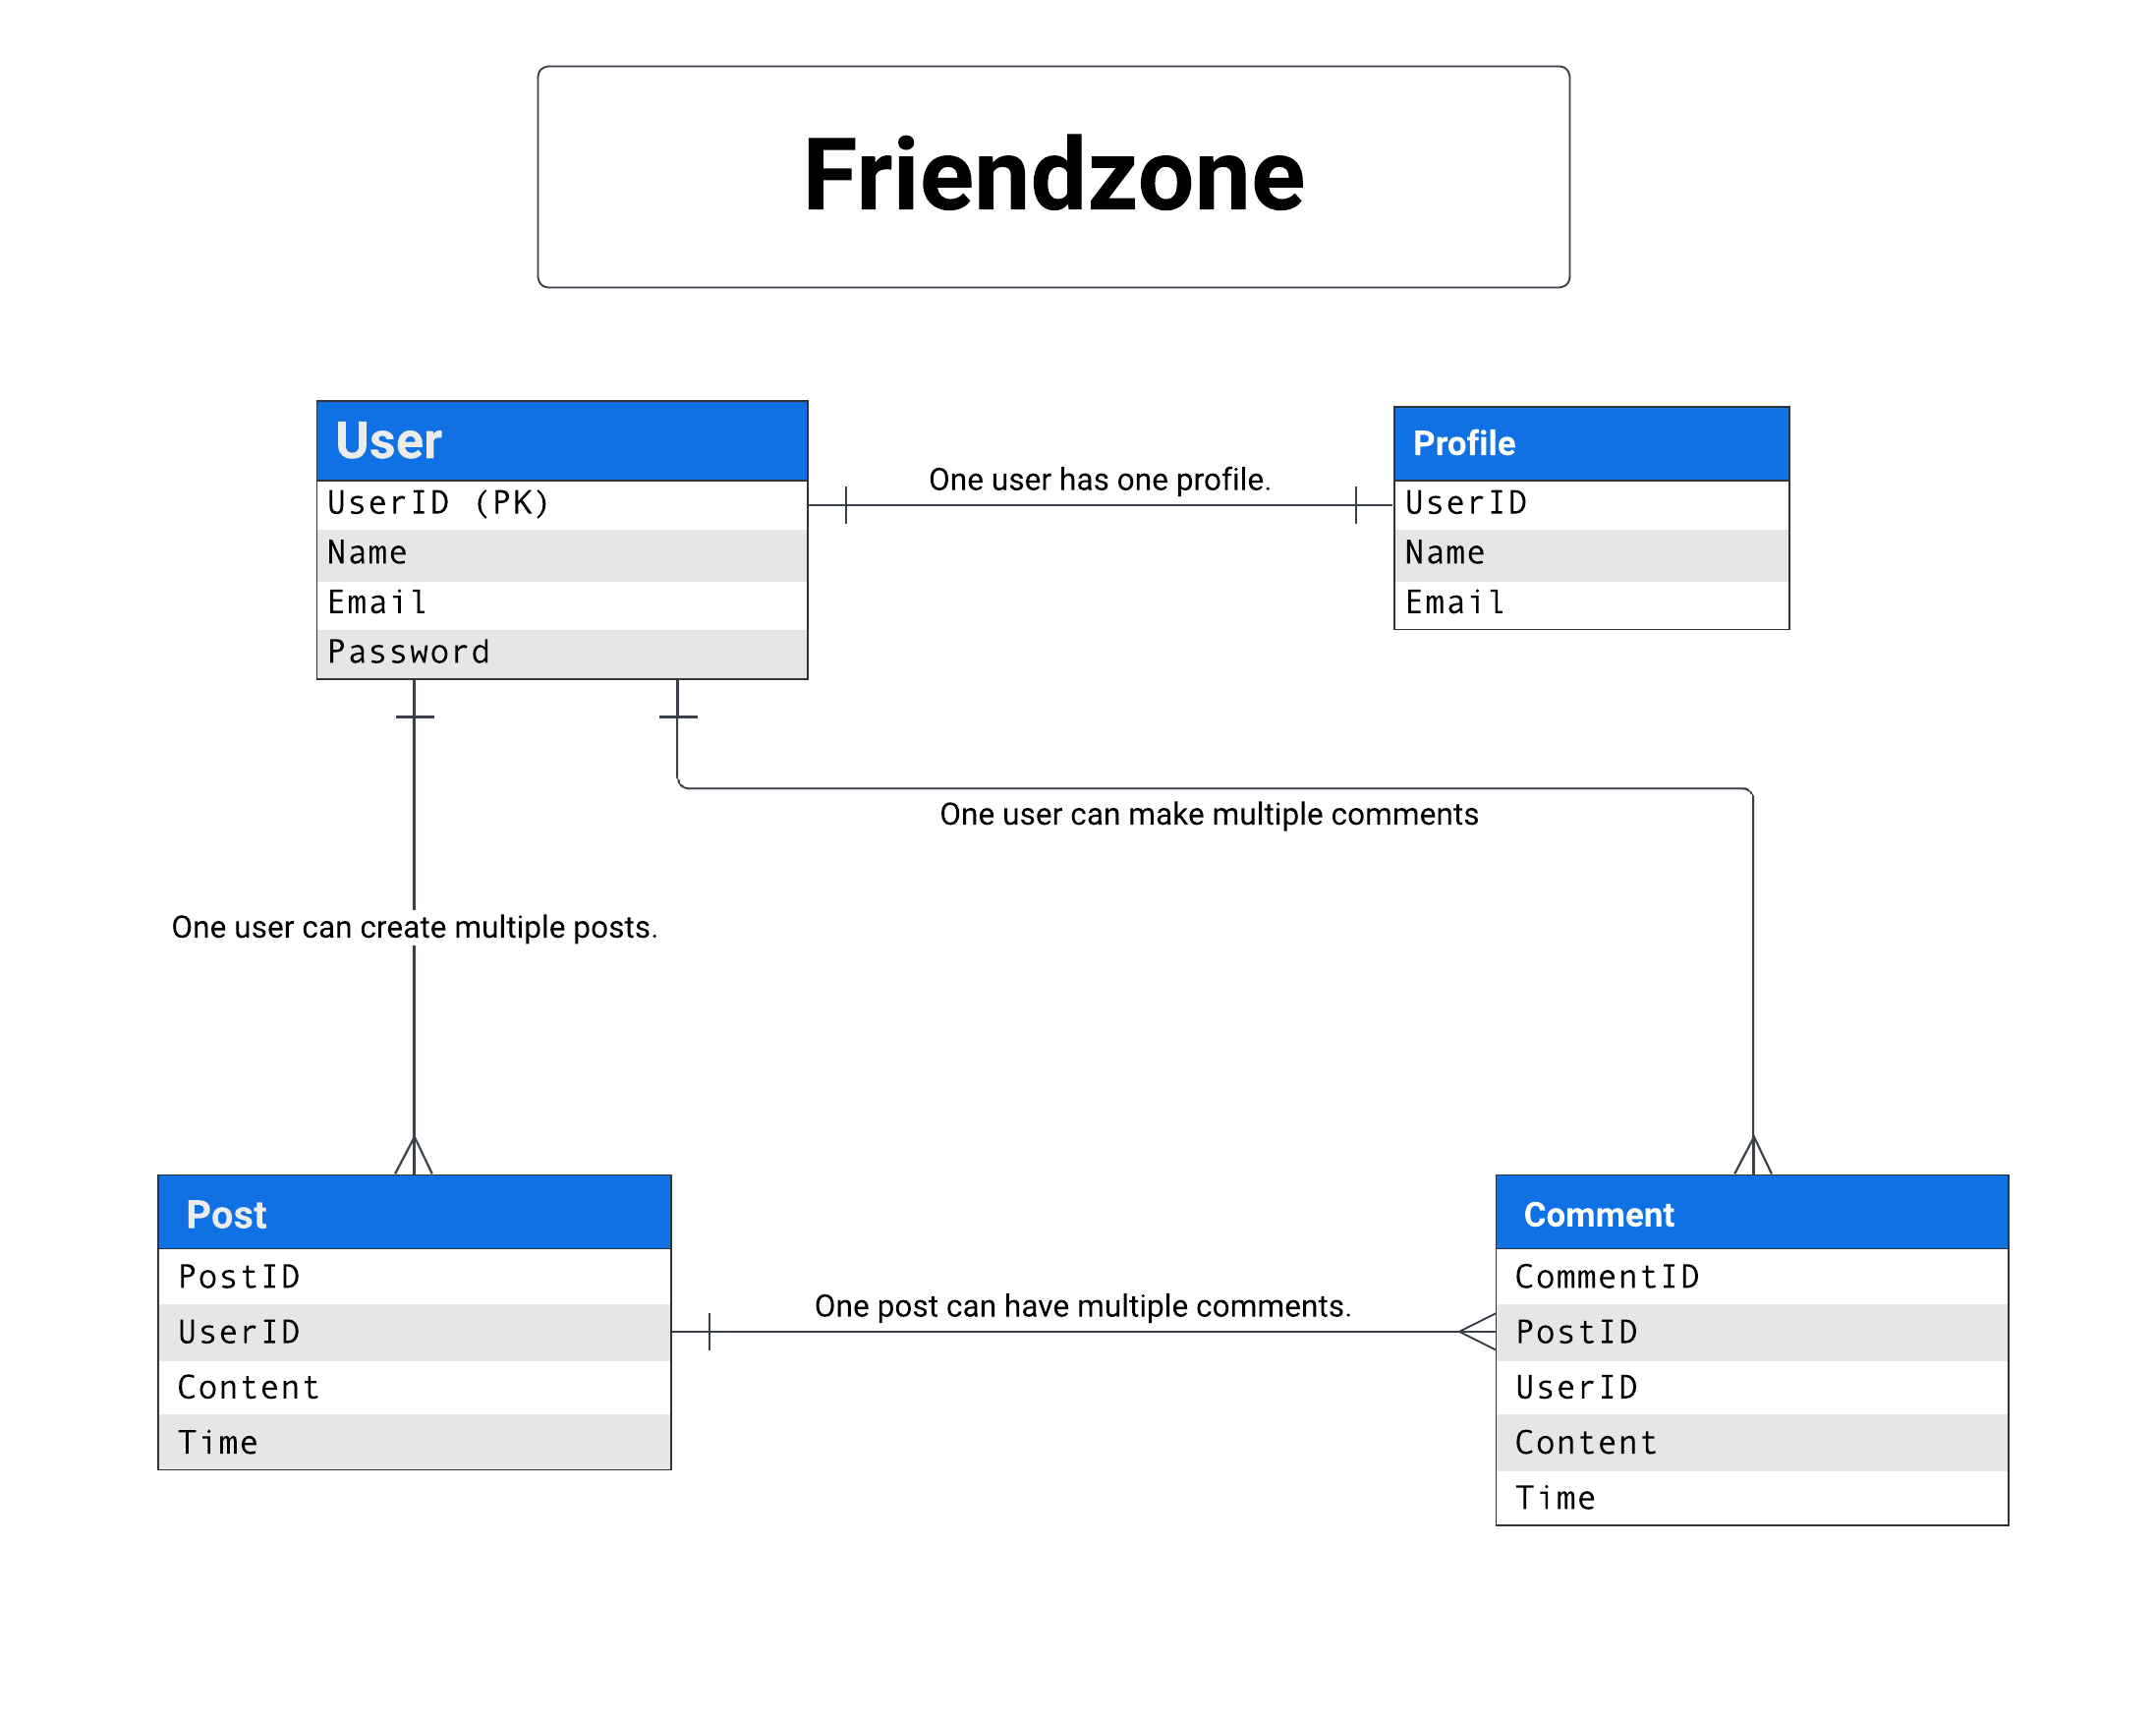 Friendzone
User
UserID (PK)
Name
Email
Password
One user has one profile.
Profile
UserID
Name
Email
One user can make multiple comments
One user can create multiple posts.
Post
PostID
UserID
Content
Time
One post can have multiple comments.
Comment
CommentID
PostID
UserID
Content
Time